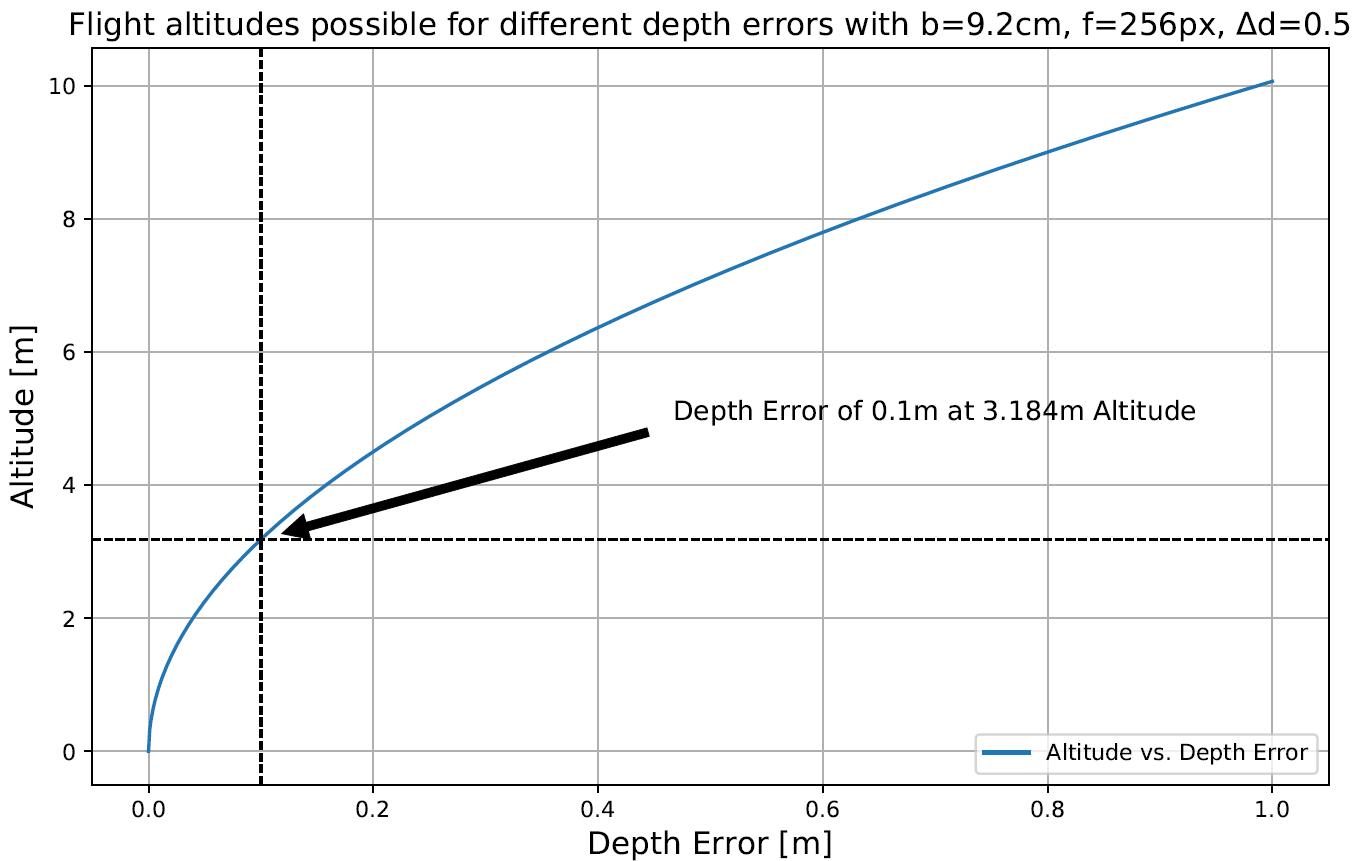 Flight altitudes possible for different depth errors with b=9.2cm, f=256px, Δd=0.5
10
8
6
4
2
0
Altitude [m]
Depth Error of 0.1m at 3.184m Altitude
Altitude vs. Depth Error
0.0 0.2 0.4 0.6 0.8 1.0
Depth Error [m]